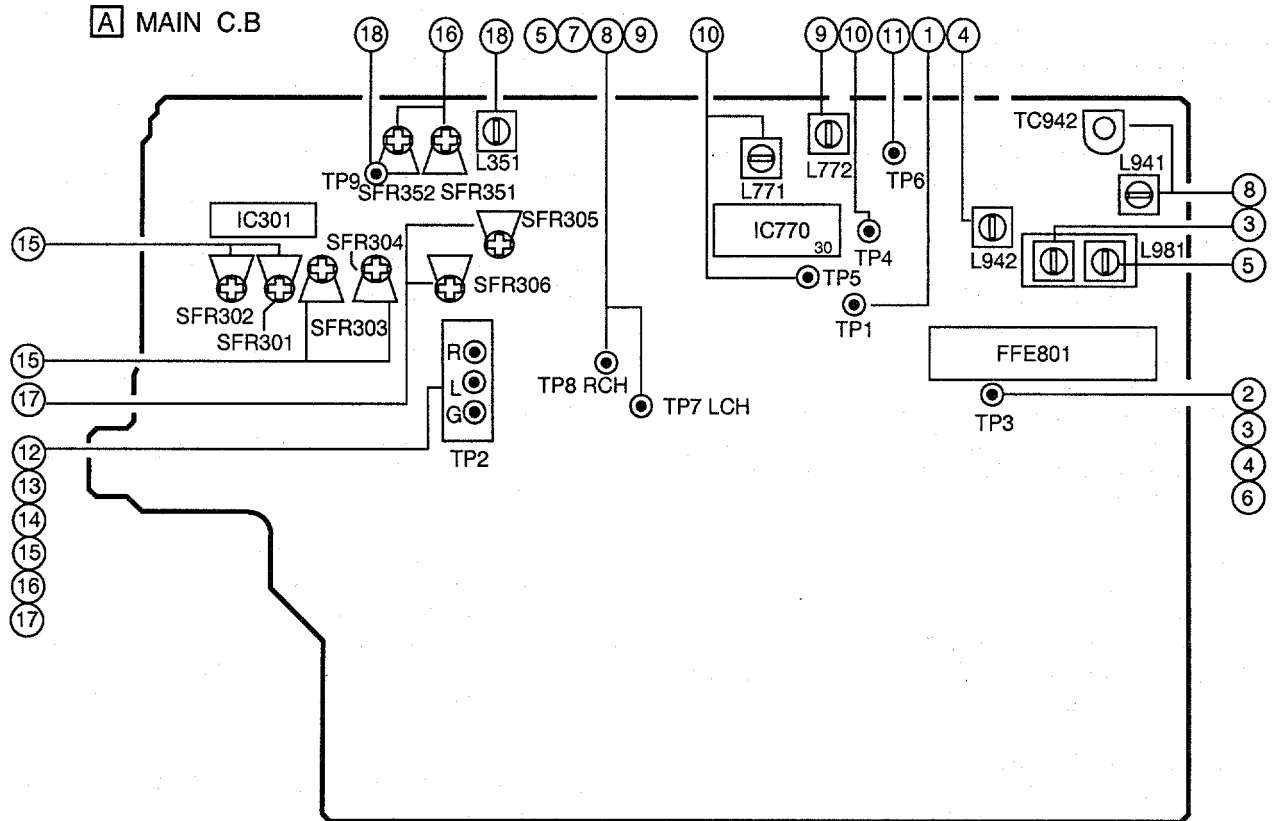 A MAIN C.B
18 16 18 5 7 8 9 10 9 10 11 1 4
TC942
L351
L772
L941
TP9 SFR352 SFR351
L771
TP6
8
IC301
SFR305
IC770
30
3
15
SFR304
TP4
L942
L981
5
SFR302
SFR306
TP5
SFR301
SFR303
TP1
15
R
FFE801
17
L
TP8 RCH
G
TP7 LCH
TP3
2
12
TP2
3
13
4
14
6
15
16
17